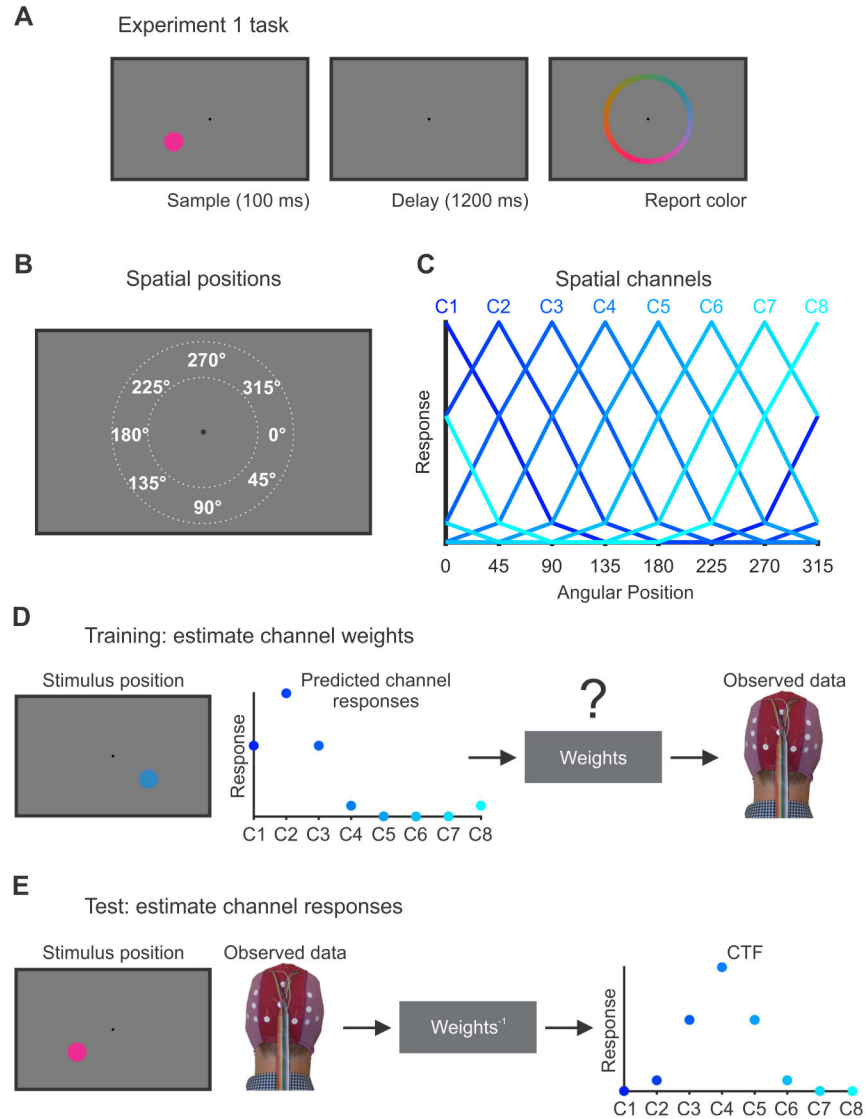 A
Experiment 1 task
Sample (100 ms)
Delay (1200 ms)
Report color
B
Spatial positions
270°
225°
315°
180°
0°
135°
45°
90°
C
Spatial channels
C1 C2 C3 C4 C5 C6 C7 C8
Response
0 45 90 135 180 225 270 315
Angular Position
D
Training: estimate channel weights
Stimulus position
Predicted channel
responses
Response
C1 C2 C3 C4 C5 C6 C7 C8
?
Weights
Observed data
E
Test: estimate channel responses
Stimulus position
Observed data
Weights⁻¹
CTF
Response
C1 C2 C3 C4 C5 C6 C7 C8